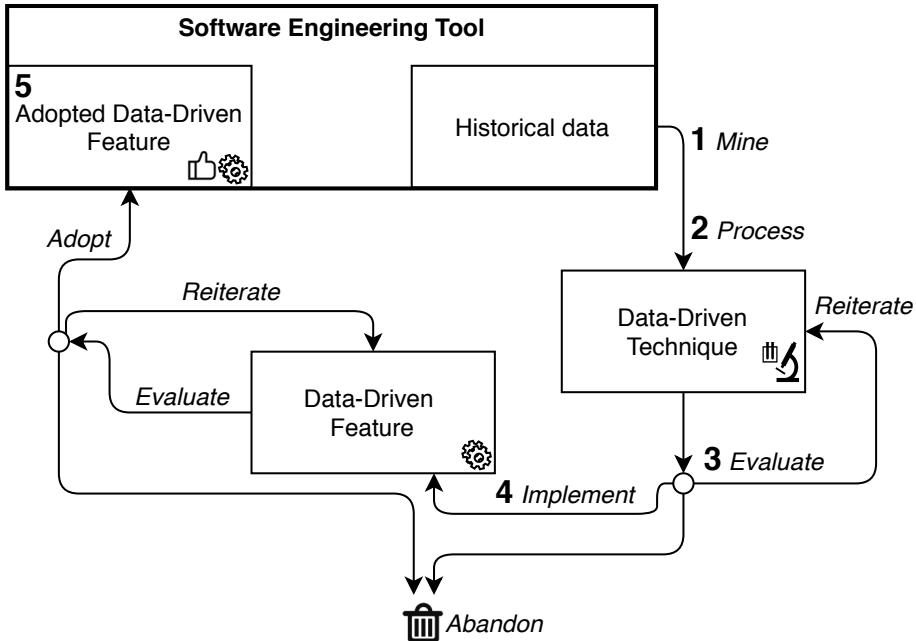 Software Engineering Tool
5
Adopted Data-Driven
Feature
Historical data
1 Mine
2 Process
Adopt
Reiterate
Data-Driven
Technique
Reiterate
Evaluate
Data-Driven
Feature
3 Evaluate
4 Implement
Abandon